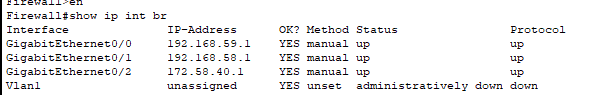 Firewall>en
Firewall#show ip int br
Interface IP-Address OK? Method Status Protocol
GigabitEthernet0/0 192.168.59.1 YES manual up up
GigabitEthernet0/1 192.168.58.1 YES manual up up
GigabitEthernet0/2 172.58.40.1 YES manual up up
Vlan1 unassigned YES unset administratively down down